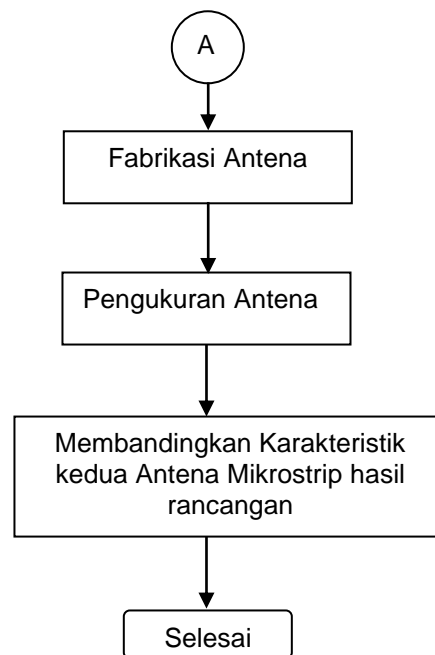 A
Fabrikasi Antena
Pengukuran Antena
Membandingkan Karakteristik
kedua Antena Mikrostrip hasil
rancangan
Selesai